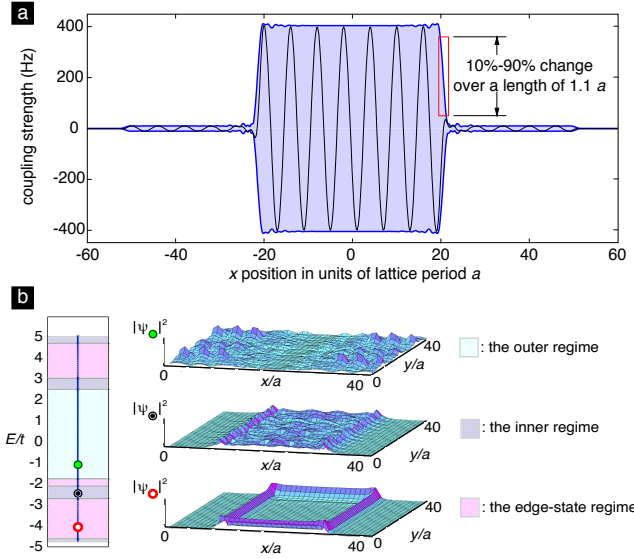 a
coupling strength (Hz)
400
200
0
-200
-400
10%-90% change
over a length of 1.1 a
-60 -40 -20 0 20 40 60
x position in units of lattice period a
b
E/t
5
4
3
2
1
0
-1
-2
-3
-4
-5
|ψ|²
x/a
0
40
y/a
0
40
: the outer regime
|ψ|²
x/a
0
40
y/a
0
40
: the inner regime
|ψ|²
x/a
0
40
y/a
0
40
: the edge-state regime